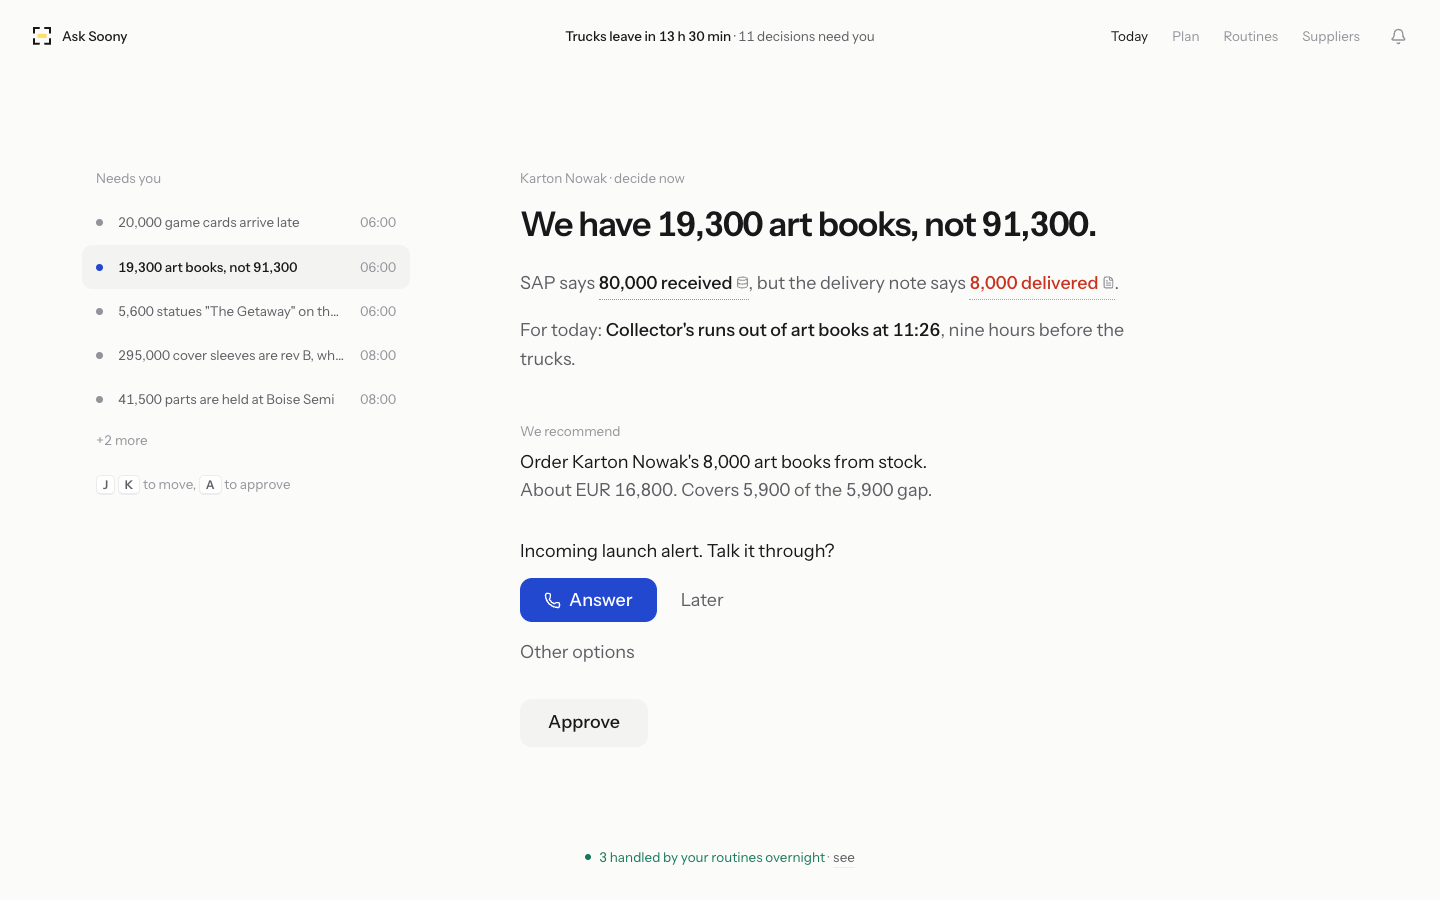 Ask Soony
Trucks leave in 13 h 30 min · 11 decisions need you
Today
Plan
Routines
Suppliers
Needs you
20,000 game cards arrive late 06:00
19,300 art books, not 91,300 06:00
5,600 statues "The Getaway" on th... 06:00
295,000 cover sleeves are rev B, wh... 08:00
41,500 parts are held at Boise Semi 08:00
+2 more
J K to move, A to approve
Karton Nowak · decide now
We have 19,300 art books, not 91,300.
SAP says 80,000 received, but the delivery note says 8,000 delivered.
For today: Collector's runs out of art books at 11:26, nine hours before the
trucks.
We recommend
Order Karton Nowak's 8,000 art books from stock.
About EUR 16,800. Covers 5,900 of the 5,900 gap.
Incoming launch alert. Talk it through?
Answer
Later
Other options
Approve
3 handled by your routines overnight · see